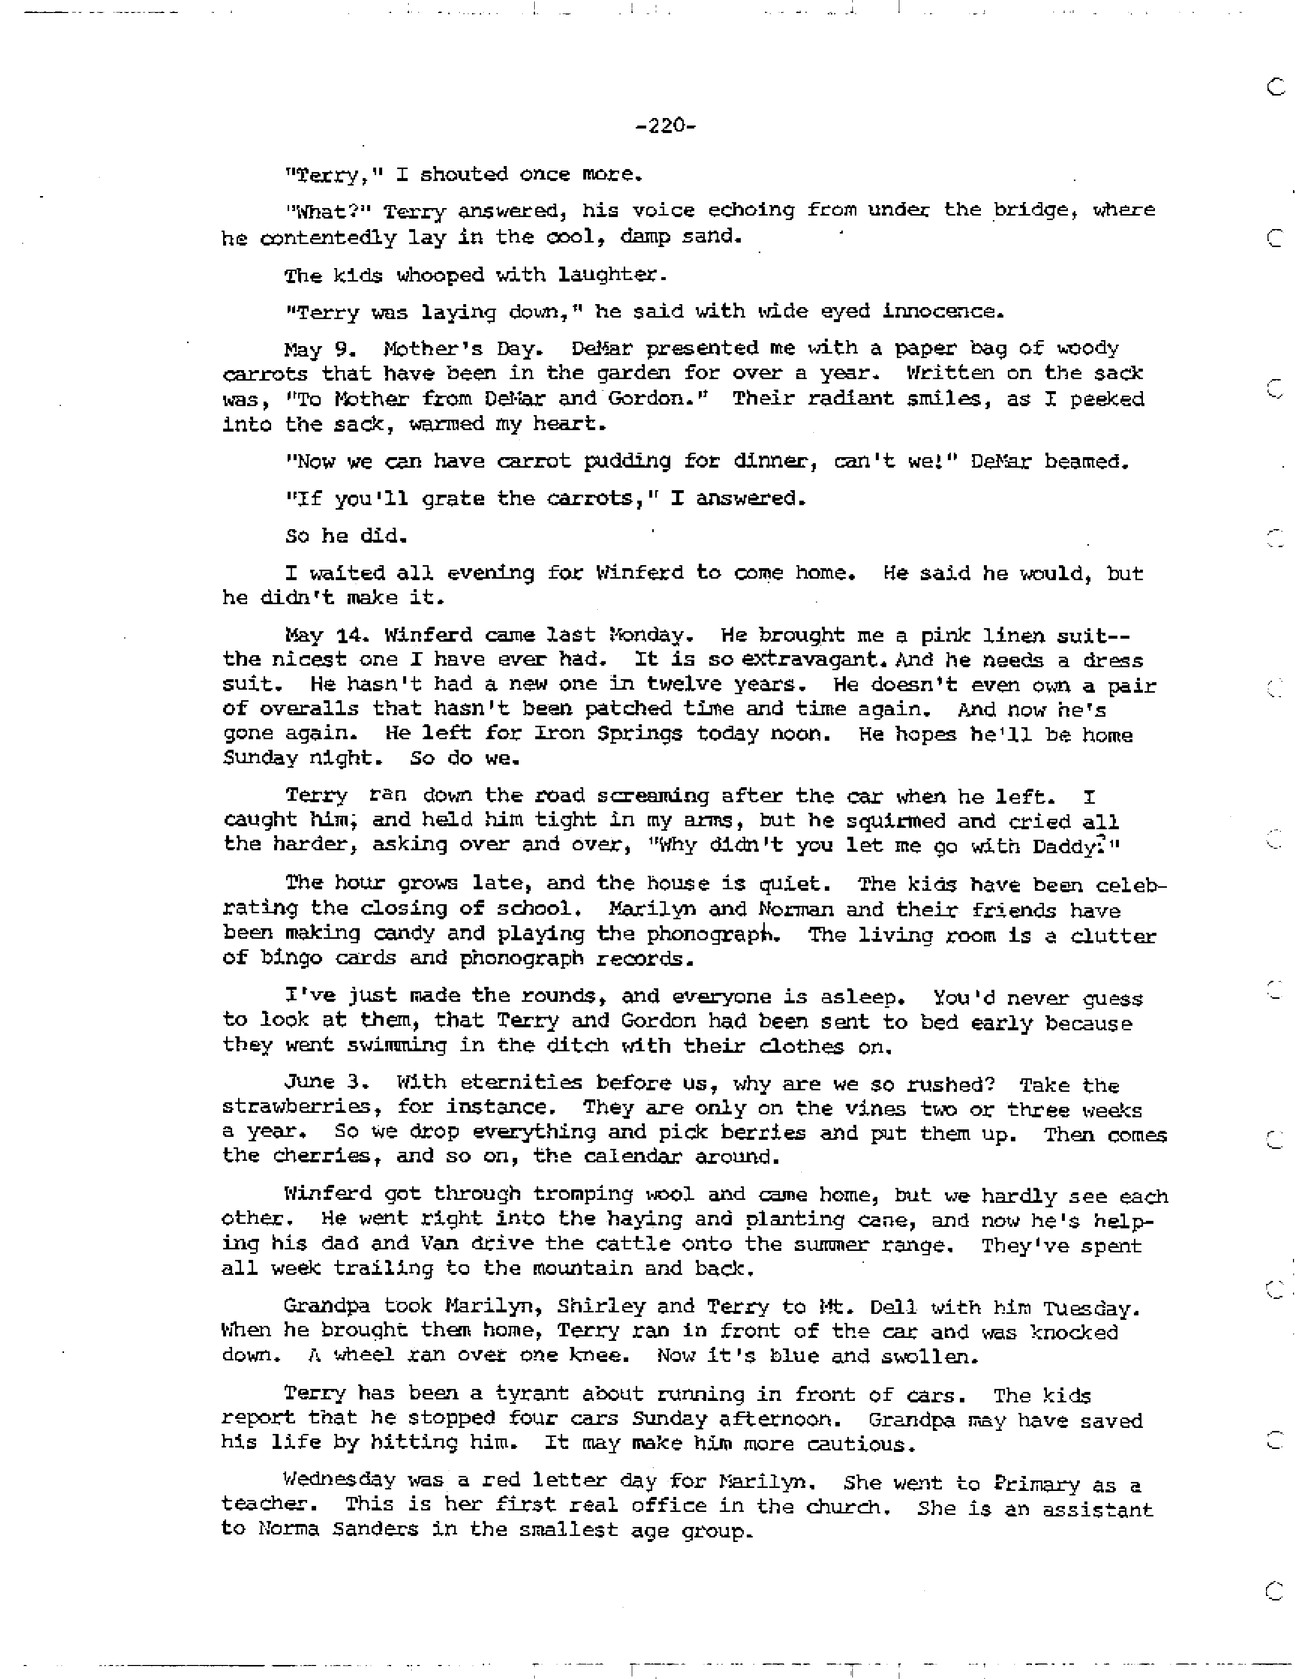 -220-
"Terry," I shouted once more.
"What?" Terry answered, his voice echoing from under the bridge, where
he contentedly lay in the cool, damp sand.
The kids whooped with laughter.
"Terry was laying down," he said with wide eyed innocence.
May 9. Mother's Day. DeMar presented me with a paper bag of woody
carrots that have been in the garden for over a year. Written on the sack
was, "To Mother from DeMar and Gordon." Their radiant smiles, as I peeked
into the sack, warmed my heart.
"Now we can have carrot pudding for dinner, can't we!" DeMar beamed.
"If you'll grate the carrots," I answered.
So he did.
I waited all evening for Winferd to come home. He said he would, but
he didn't make it.
May 14. Winferd came last Monday. He brought me a pink linen suit--
the nicest one I have ever had. It is so extravagant. And he needs a dress
suit. He hasn't had a new one in twelve years. He doesn't even own a pair
of overalls that hasn't been patched time and time again. And now he's
gone again. He left for Iron Springs today noon. He hopes he'll be home
Sunday night. So do we.
Terry ran down the road screaming after the car when he left. I
caught him, and held him tight in my arms, but he squirmed and cried all
the harder, asking over and over, "Why didn't you let me go with Daddy?"
The hour grows late, and the house is quiet. The kids have been celeb-
rating the closing of school. Marilyn and Norman and their friends have
been making candy and playing the phonograph. The living room is a clutter
of bingo cards and phonograph records.
I've just made the rounds, and everyone is asleep. You'd never guess
to look at them, that Terry and Gordon had been sent to bed early because
they went swimming in the ditch with their clothes on.
June 3. With eternities before us, why are we so rushed? Take the
strawberries, for instance. They are only on the vines two or three weeks
a year. So we drop everything and pick berries and put them up. Then comes
the cherries, and so on, the calendar around.
Winferd got through tromping wool and came home, but we hardly see each
other. He went right into the haying and planting cane, and now he's help-
ing his dad and Van drive the cattle onto the summer range. They've spent
all week trailing to the mountain and back.
Grandpa took Marilyn, Shirley and Terry to Mt. Dell with him Tuesday.
When he brought them home, Terry ran in front of the car and was knocked
down. A wheel ran over one knee. Now it's blue and swollen.
Terry has been a tyrant about running in front of cars. The kids
report that he stopped four cars Sunday afternoon. Grandpa may have saved
his life by hitting him. It may make him more cautious.
Wednesday was a red letter day for Marilyn. She went to Primary as a
teacher. This is her first real office in the church. She is an assistant
to Norma Sanders in the smallest age group.